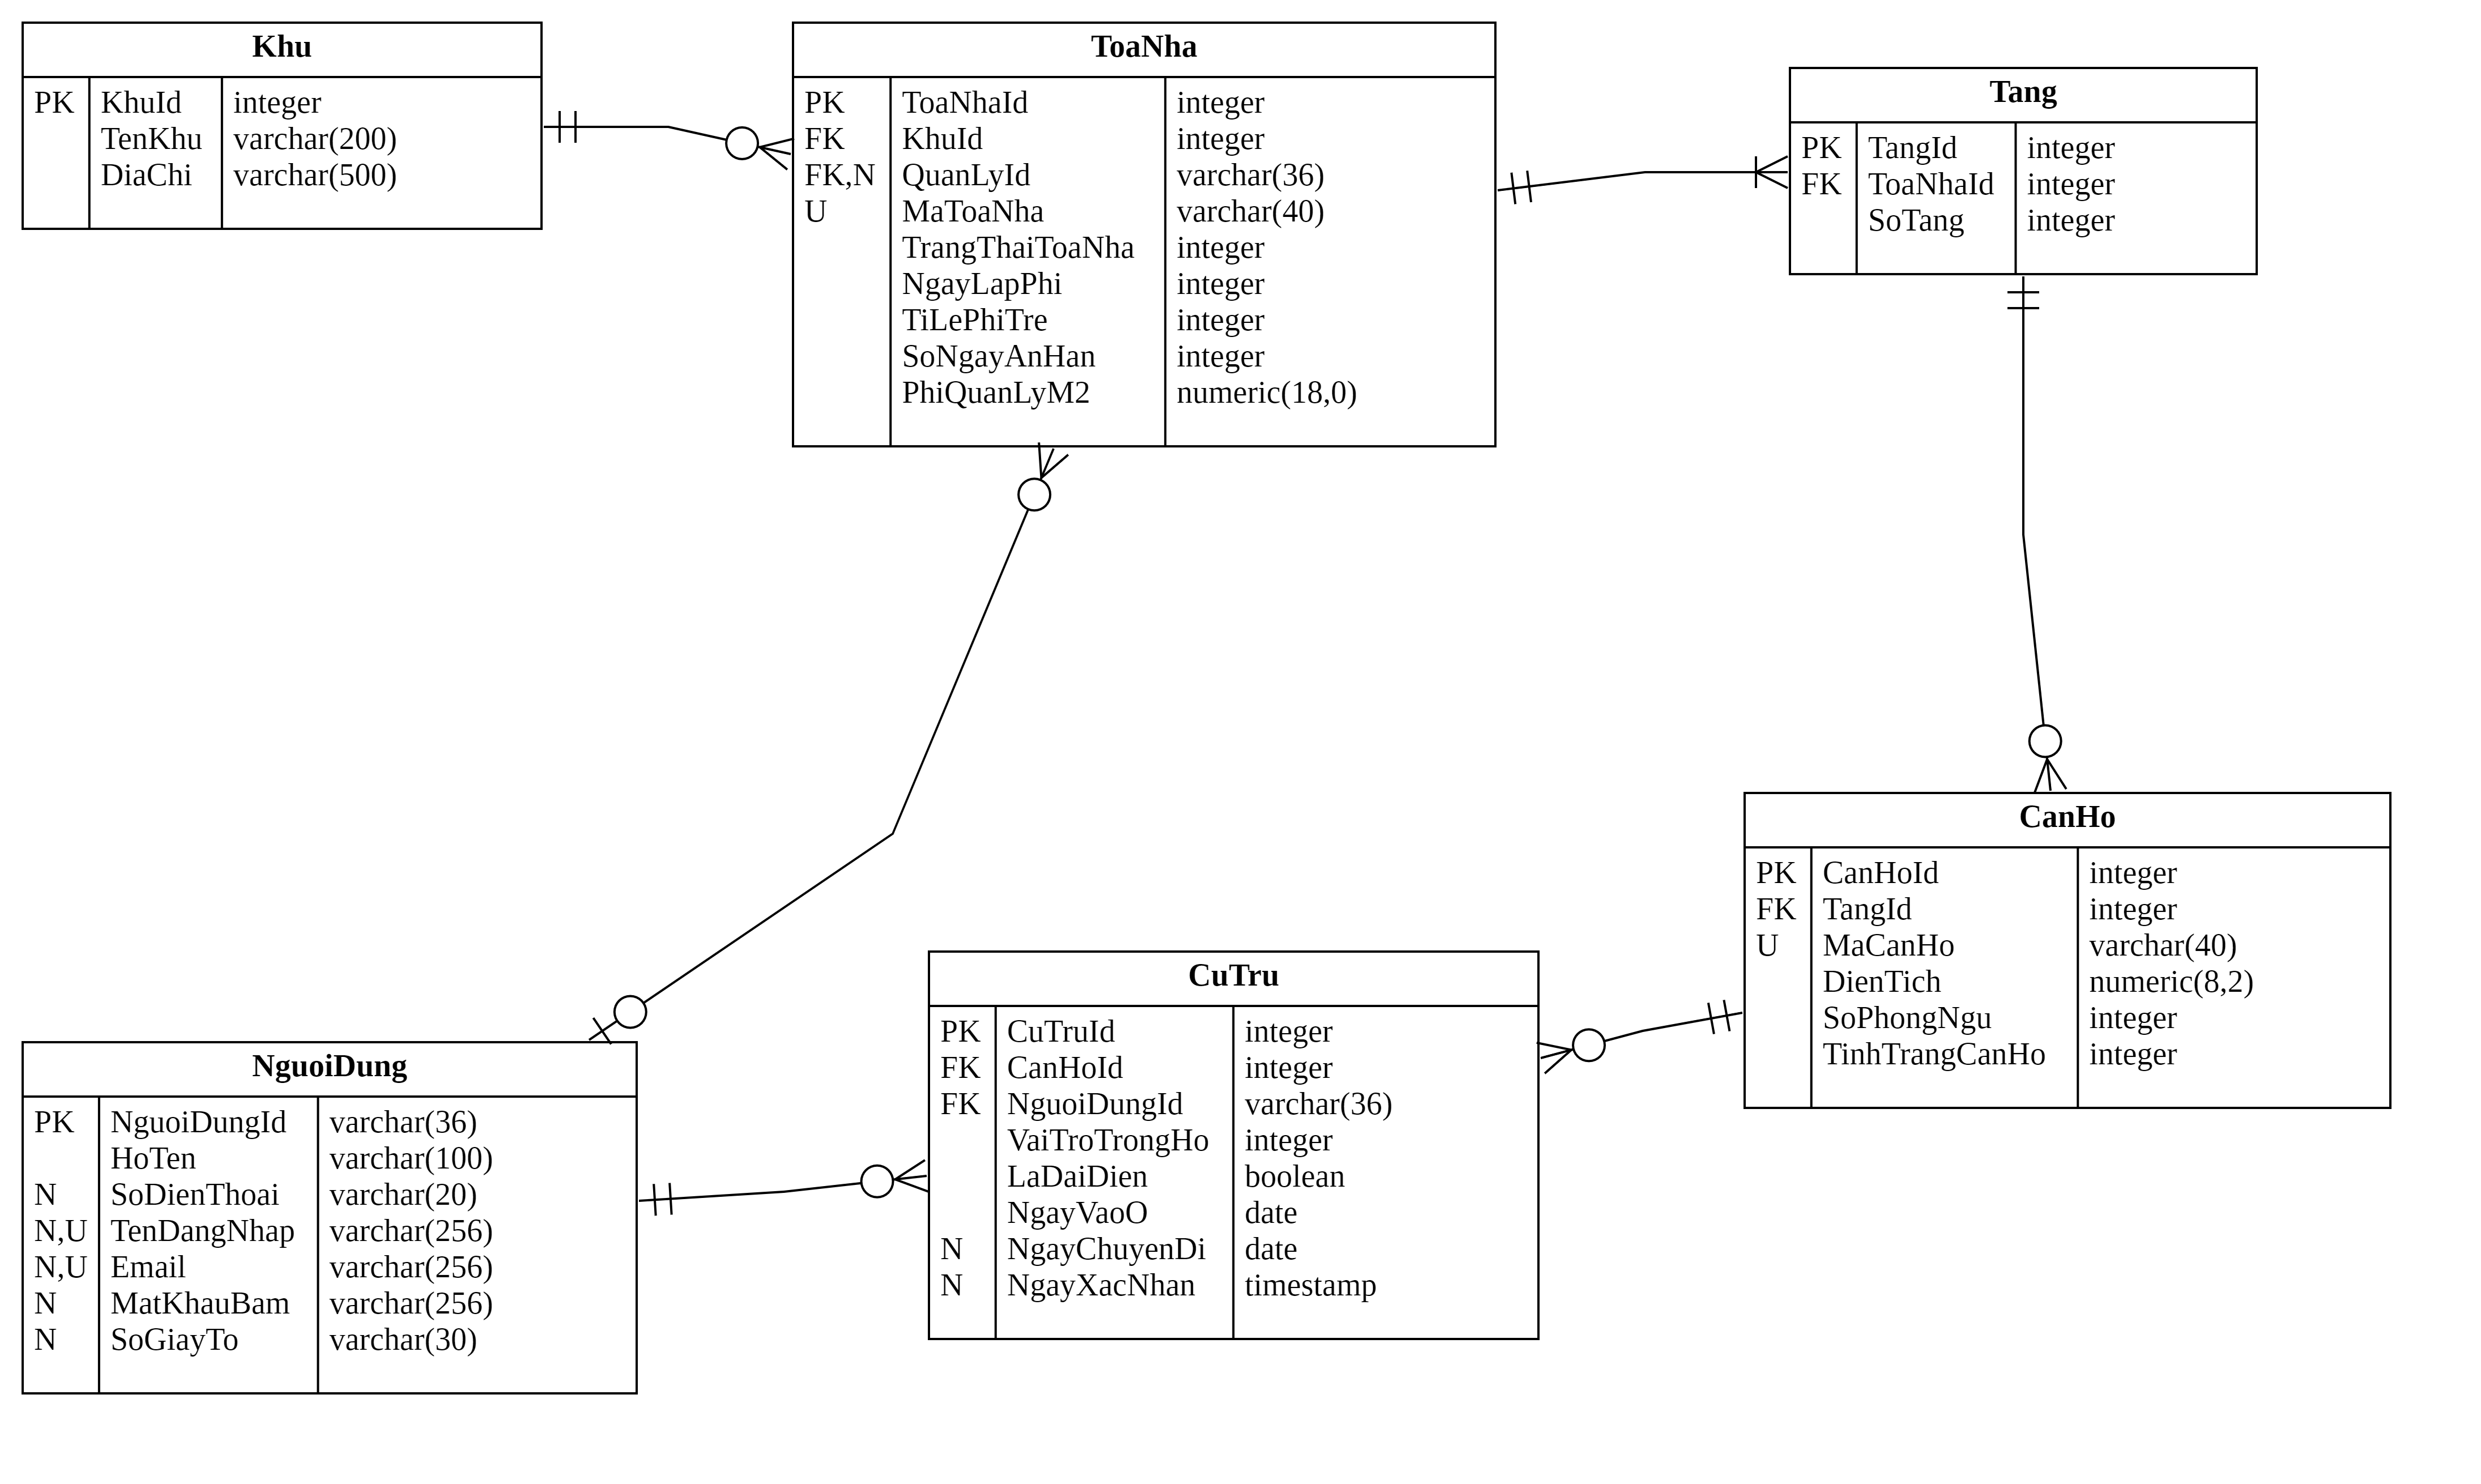 Khu
PK KhuId integer
TenKhu varchar(200)
DiaChi varchar(500)
ToaNha
PK ToaNhaId integer
FK KhuId integer
FK,N QuanLyId varchar(36)
U MaToaNha varchar(40)
TrangThaiToaNha integer
NgayLapPhi integer
TiLePhiTre integer
SoNgayAnHan integer
PhiQuanLyM2 numeric(18,0)
Tang
PK TangId integer
FK ToaNhaId integer
SoTang integer
CanHo
PK CanHoId integer
FK TangId integer
U MaCanHo varchar(40)
DienTich numeric(8,2)
SoPhongNgu integer
TinhTrangCanHo integer
CuTru
PK CuTruId integer
FK CanHoId integer
FK NguoiDungId varchar(36)
VaiTroTrongHo integer
LaDaiDien boolean
NgayVaoO date
N NgayChuyenDi date
N NgayXacNhan timestamp
NguoiDung
PK NguoiDungId varchar(36)
HoTen varchar(100)
N SoDienThoai varchar(20)
N,U TenDangNhap varchar(256)
N,U Email varchar(256)
N MatKhauBam varchar(256)
N SoGiayTo varchar(30)